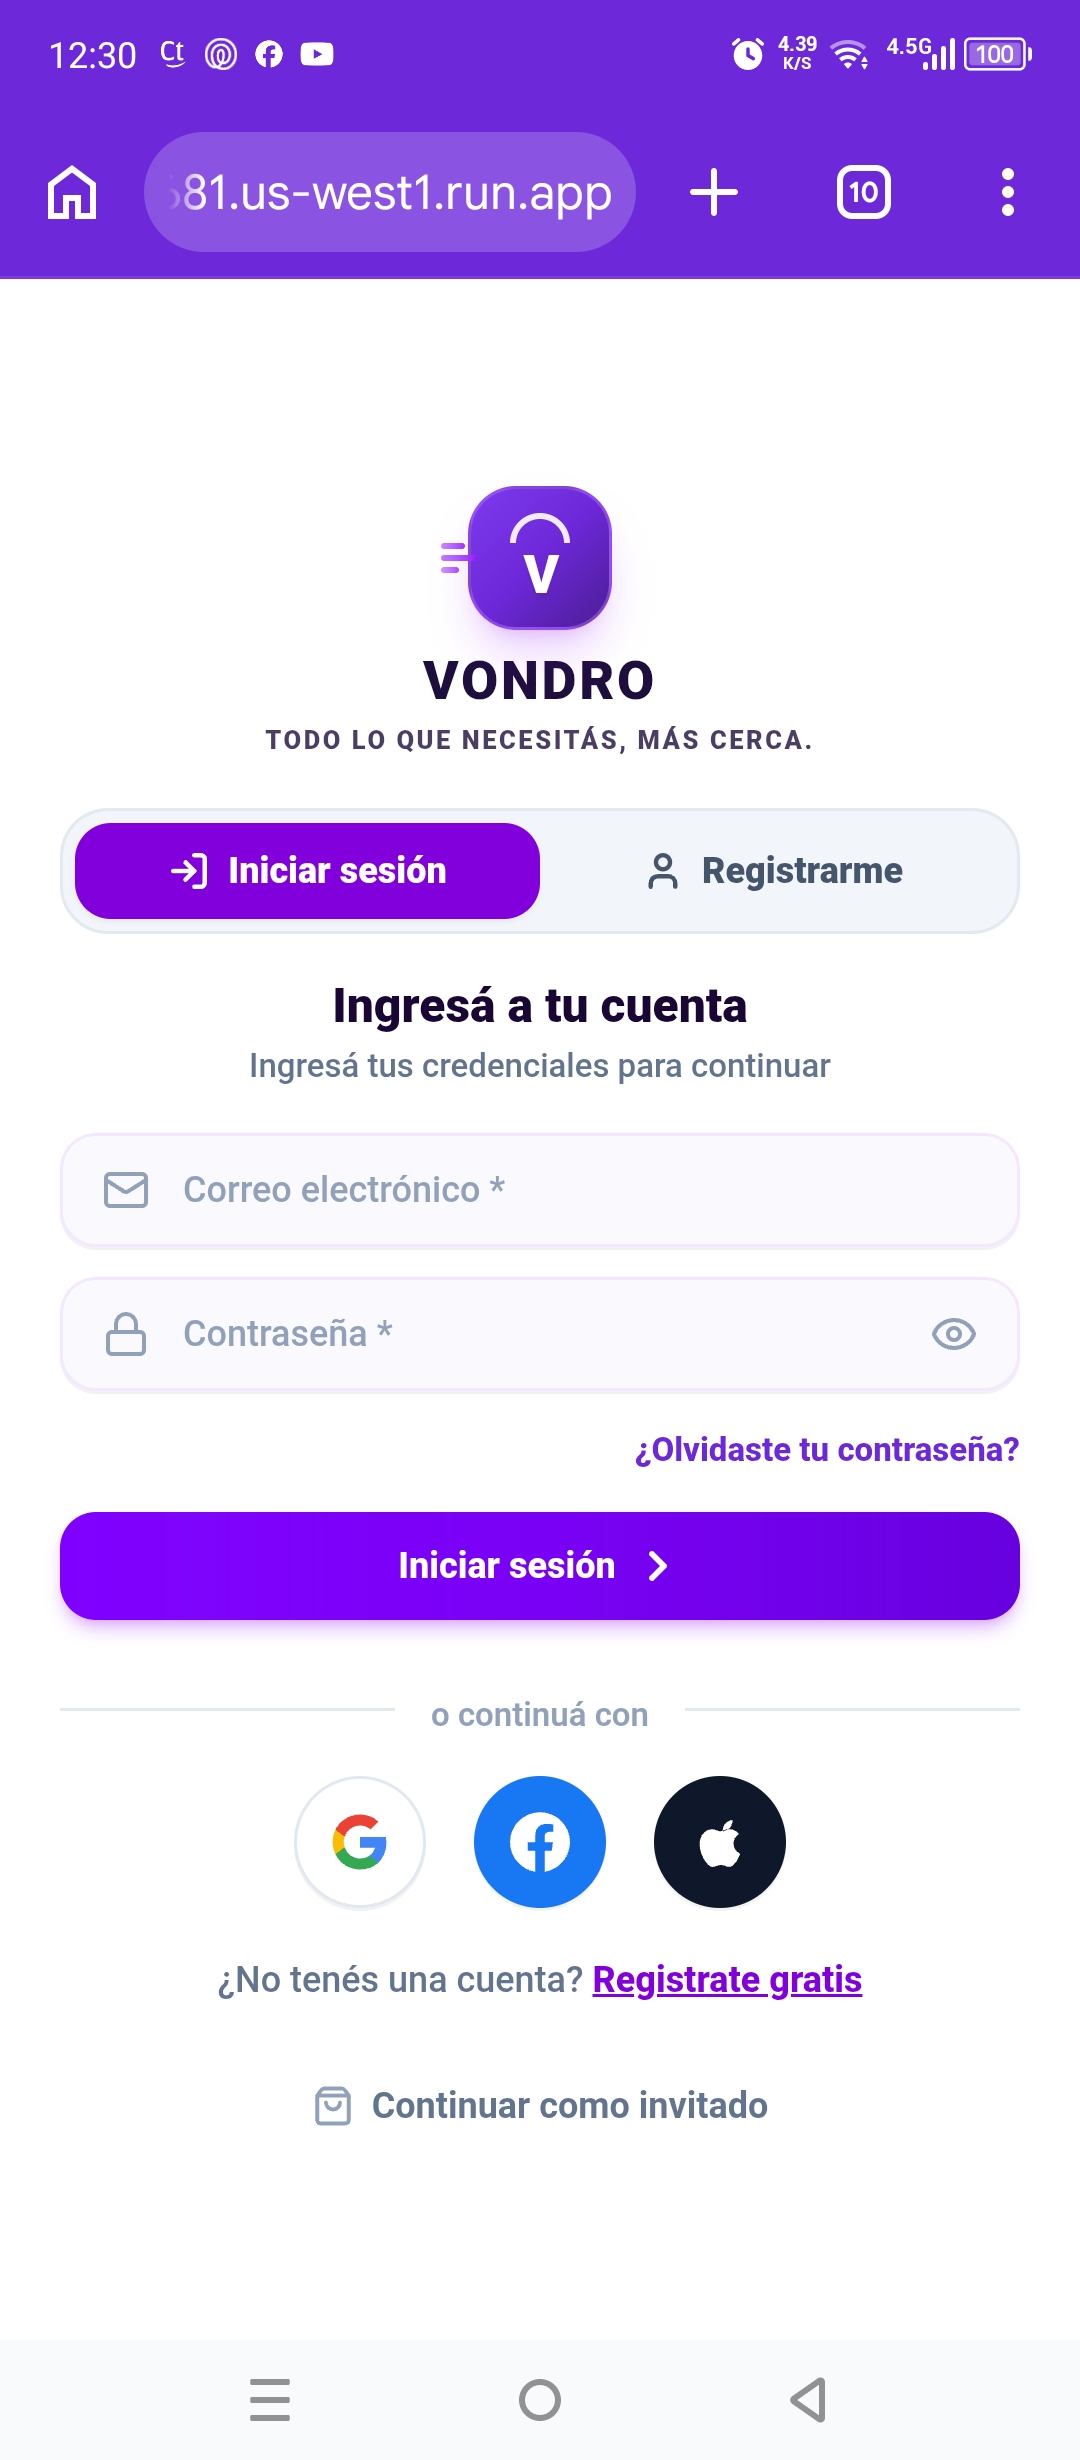 12:30 Ct 4.39 K/S 4.5G 100
81.us-west1.run.app 10
V
VONDRO
TODO LO QUE NECESITÁS, MÁS CERCA.
Iniciar sesión Registrarme
Ingresá a tu cuenta
Ingresá tus credenciales para continuar
Correo electrónico *
Contraseña *
¿Olvidaste tu contraseña?
Iniciar sesión
o continuá con
¿No tenés una cuenta? Registrate gratis
Continuar como invitado